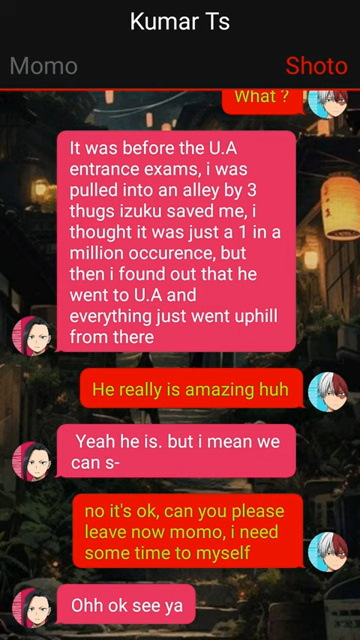 Kumar Ts
Momo
Shoto
What ?
It was before the U.A
entrance exams, i was
pulled into an alley by 3
thugs izuku saved me, i
thought it was just a 1 in a
million occurence, but
then i found out that he
went to U.A and
everything just went uphill
from there
He really is amazing huh
Yeah he is. but i mean we
can s-
no it's ok, can you please
leave now momo, i need
some time to myself
Ohh ok see ya